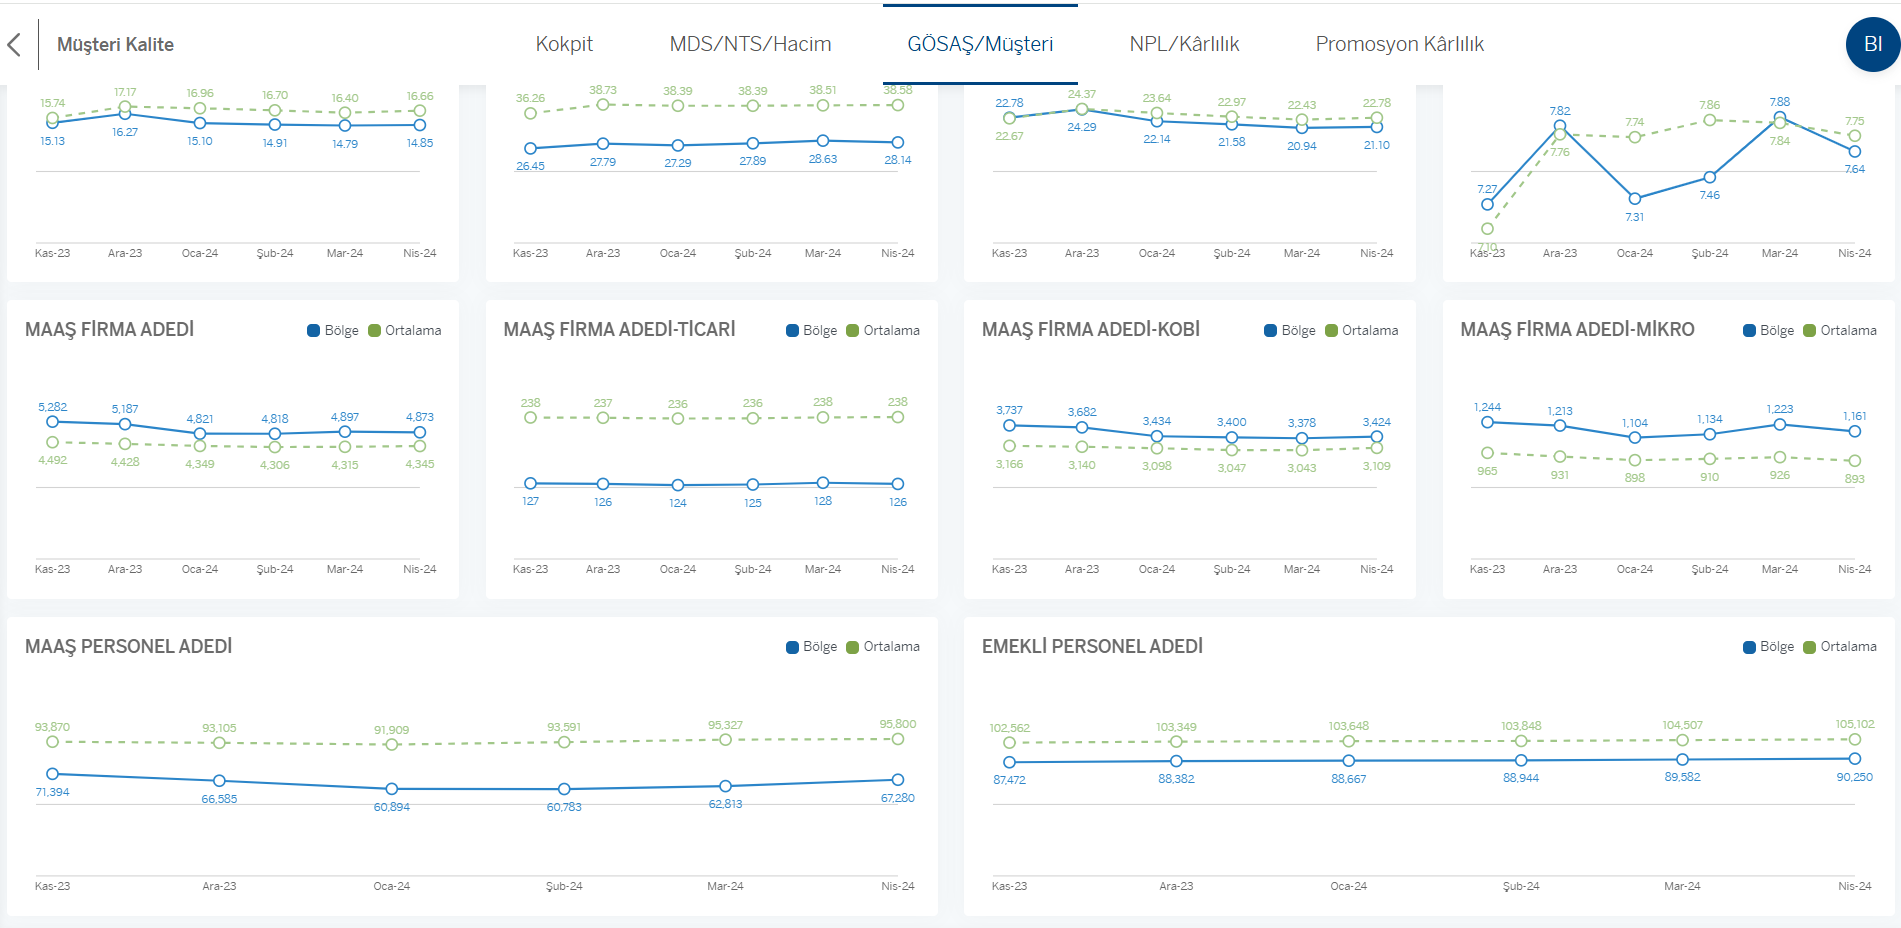 Müşteri Kalite
Kokpit
MDS/NTS/Hacim
GÖSAŞ/Müşteri
NPL/Kârlılık
Promosyon Kârlılık
BI
15.74 17.17 16.96 16.70 16.40 16.66
15.13 16.27 15.10 14.91 14.79 14.85
Kas-23 Ara-23 Oca-24 Şub-24 Mar-24 Nis-24
36.26 38.73 38.39 38.39 38.51 38.58
26.45 27.79 27.29 27.89 28.63 28.14
Kas-23 Ara-23 Oca-24 Şub-24 Mar-24 Nis-24
22.78 24.37 23.64 22.97 22.43 22.78
22.67 24.29 22.14 21.58 20.94 21.10
Kas-23 Ara-23 Oca-24 Şub-24 Mar-24 Nis-24
7.27 7.82 7.74 7.86 7.88 7.75
7.10 7.76 7.31 7.46 7.84 7.64
Kas-23 Ara-23 Oca-24 Şub-24 Mar-24 Nis-24
MAAŞ FİRMA ADEDİ
Bölge Ortalama
5,282 5,187 4,821 4,818 4,897 4,873
4,492 4,428 4,349 4,306 4,315 4,345
Kas-23 Ara-23 Oca-24 Şub-24 Mar-24 Nis-24
MAAŞ FİRMA ADEDİ-TİCARİ
Bölge Ortalama
238 237 236 236 238 238
127 126 124 125 128 126
Kas-23 Ara-23 Oca-24 Şub-24 Mar-24 Nis-24
MAAŞ FİRMA ADEDİ-KOBİ
Bölge Ortalama
3,737 3,682 3,434 3,400 3,378 3,424
3,166 3,140 3,098 3,047 3,043 3,109
Kas-23 Ara-23 Oca-24 Şub-24 Mar-24 Nis-24
MAAŞ FİRMA ADEDİ-MİKRO
Bölge Ortalama
1,244 1,213 1,104 1,134 1,223 1,161
965 931 898 910 926 893
Kas-23 Ara-23 Oca-24 Şub-24 Mar-24 Nis-24
MAAŞ PERSONEL ADEDİ
Bölge Ortalama
93,870 93,105 91,909 93,591 95,327 95,800
71,394 66,585 60,894 60,783 62,813 67,280
Kas-23 Ara-23 Oca-24 Şub-24 Mar-24 Nis-24
EMEKLİ PERSONEL ADEDİ
Bölge Ortalama
102,562 103,349 103,648 103,848 104,507 105,102
87,472 88,382 88,667 88,944 89,582 90,250
Kas-23 Ara-23 Oca-24 Şub-24 Mar-24 Nis-24